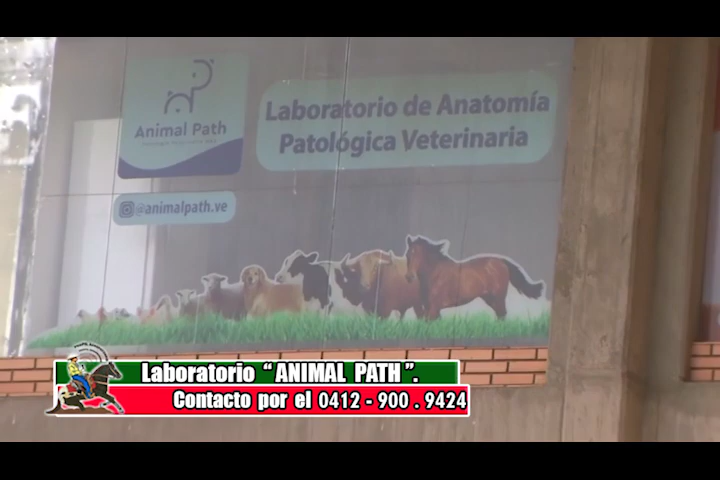 Animal Path
Laboratorio de Anatomía
Patológica Veterinaria
@animalpath.ve
Laboratorio “ ANIMAL PATH ”.
Contacto por el 0412 - 900 . 9424